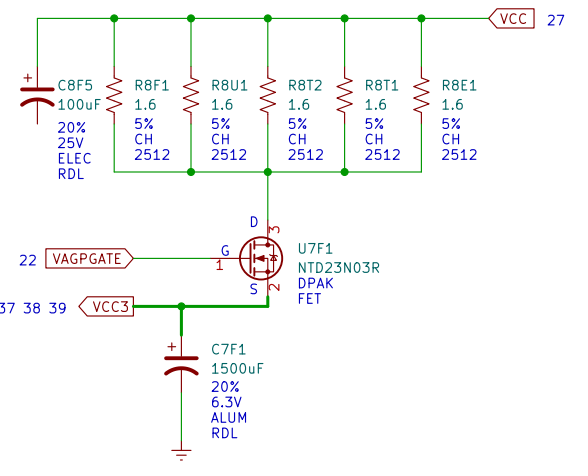 VCC 27
+
C8F5
100uF
20%
25V
ELEC
RDL
R8F1
1.6
5%
CH
2512
R8U1
1.6
5%
CH
2512
R8T2
1.6
5%
CH
2512
R8T1
1.6
5%
CH
2512
R8E1
1.6
5%
CH
2512
D
3
22 VAGPGATE
G
1
S
2
U7F1
NTD23N03R
DPAK
FET
37 38 39 VCC3
+
C7F1
1500uF
20%
6.3V
ALUM
RDL